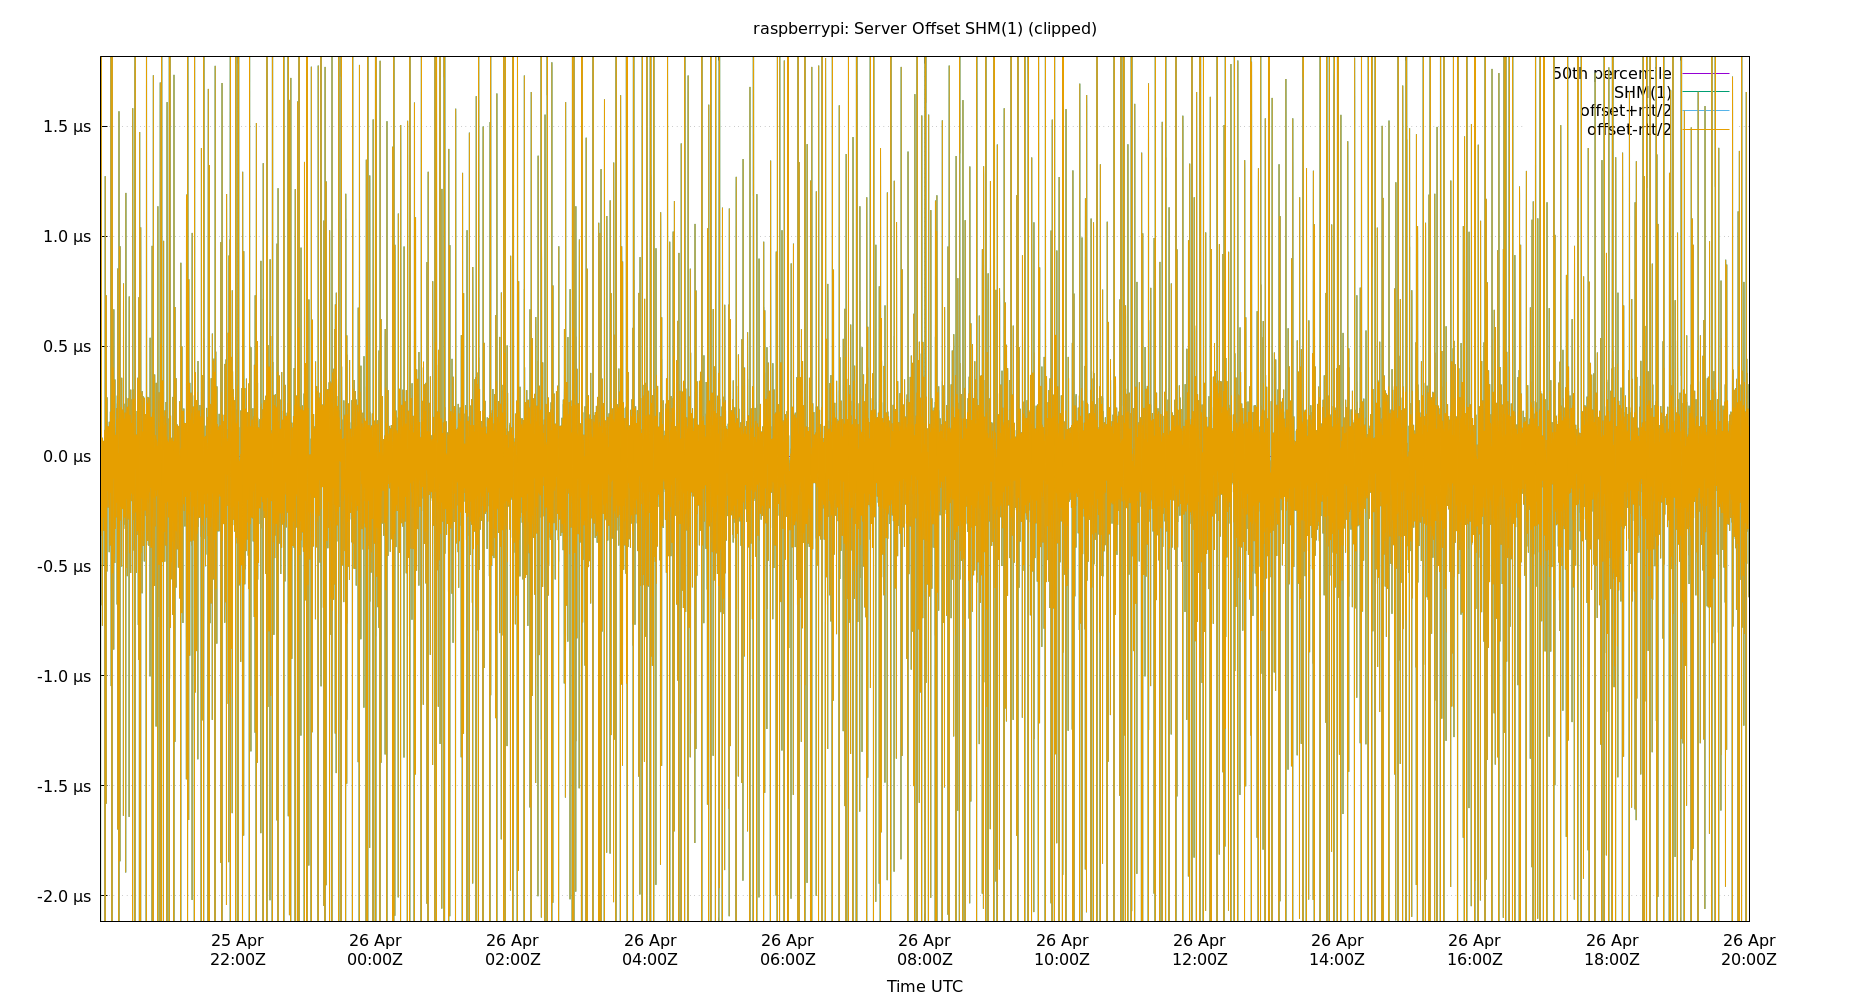 raspberrypi: Server Offset SHM(1) (clipped)
50th percentile
SHM(1)
offset+rtt/2
offset-rtt/2
1.5 µs
1.0 µs
0.5 µs
0.0 µs
-0.5 µs
-1.0 µs
-1.5 µs
-2.0 µs
25 Apr 26 Apr 26 Apr 26 Apr 26 Apr 26 Apr 26 Apr 26 Apr 26 Apr 26 Apr 26 Apr 26 Apr
22:00Z 00:00Z 02:00Z 04:00Z 06:00Z 08:00Z 10:00Z 12:00Z 14:00Z 16:00Z 18:00Z 20:00Z
Time UTC